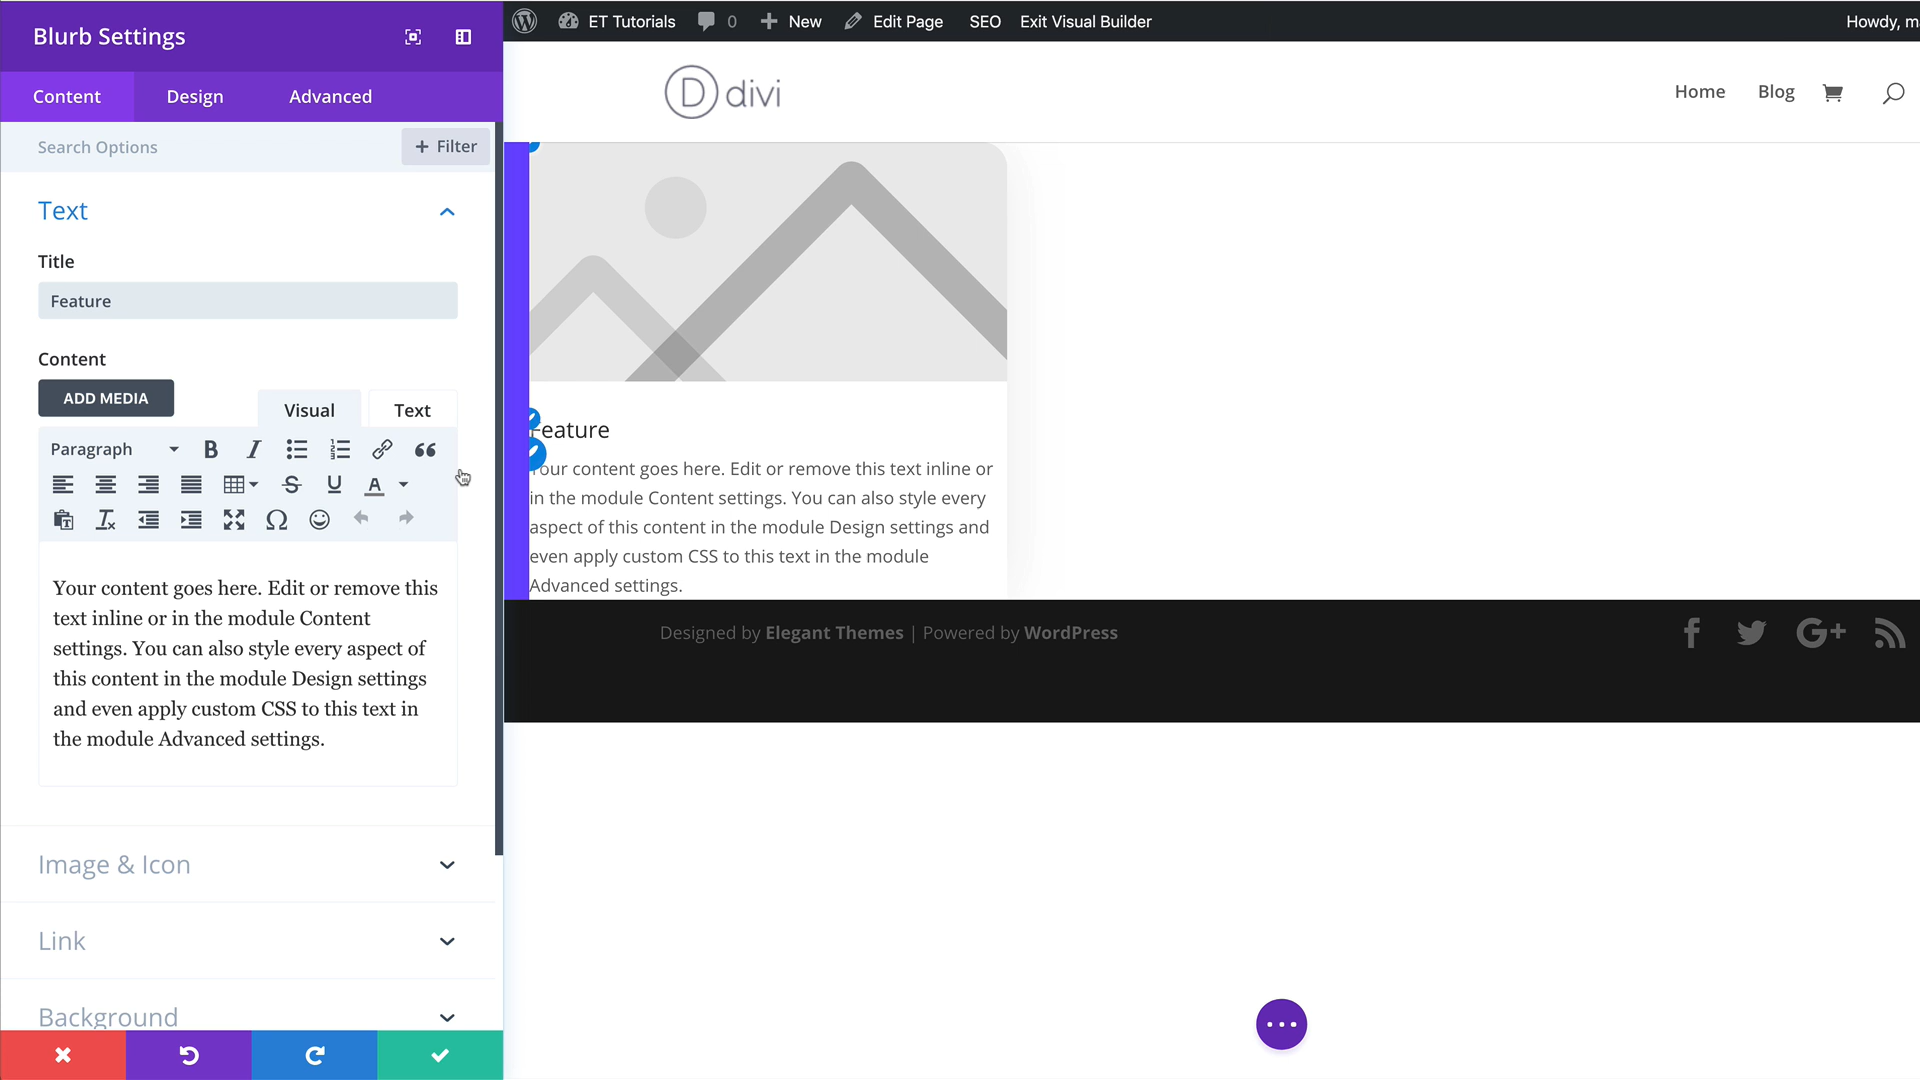 Blurb Settings
ET Tutorials 0 New Edit Page SEO Exit Visual Builder Howdy,
Content Design Advanced
D divi
Home Blog
Search Options
+ Filter
Text
Title
Feature
Content
ADD MEDIA
Visual Text
Paragraph
Your content goes here. Edit or remove this
text inline or in the module Content
settings. You can also style every aspect of
this content in the module Design settings
and even apply custom CSS to this text in
the module Advanced settings.
Image & Icon
Link
Background
Feature
Your content goes here. Edit or remove this text inline or
in the module Content settings. You can also style every
aspect of this content in the module Design settings and
even apply custom CSS to this text in the module
Advanced settings.
Designed by Elegant Themes | Powered by WordPress